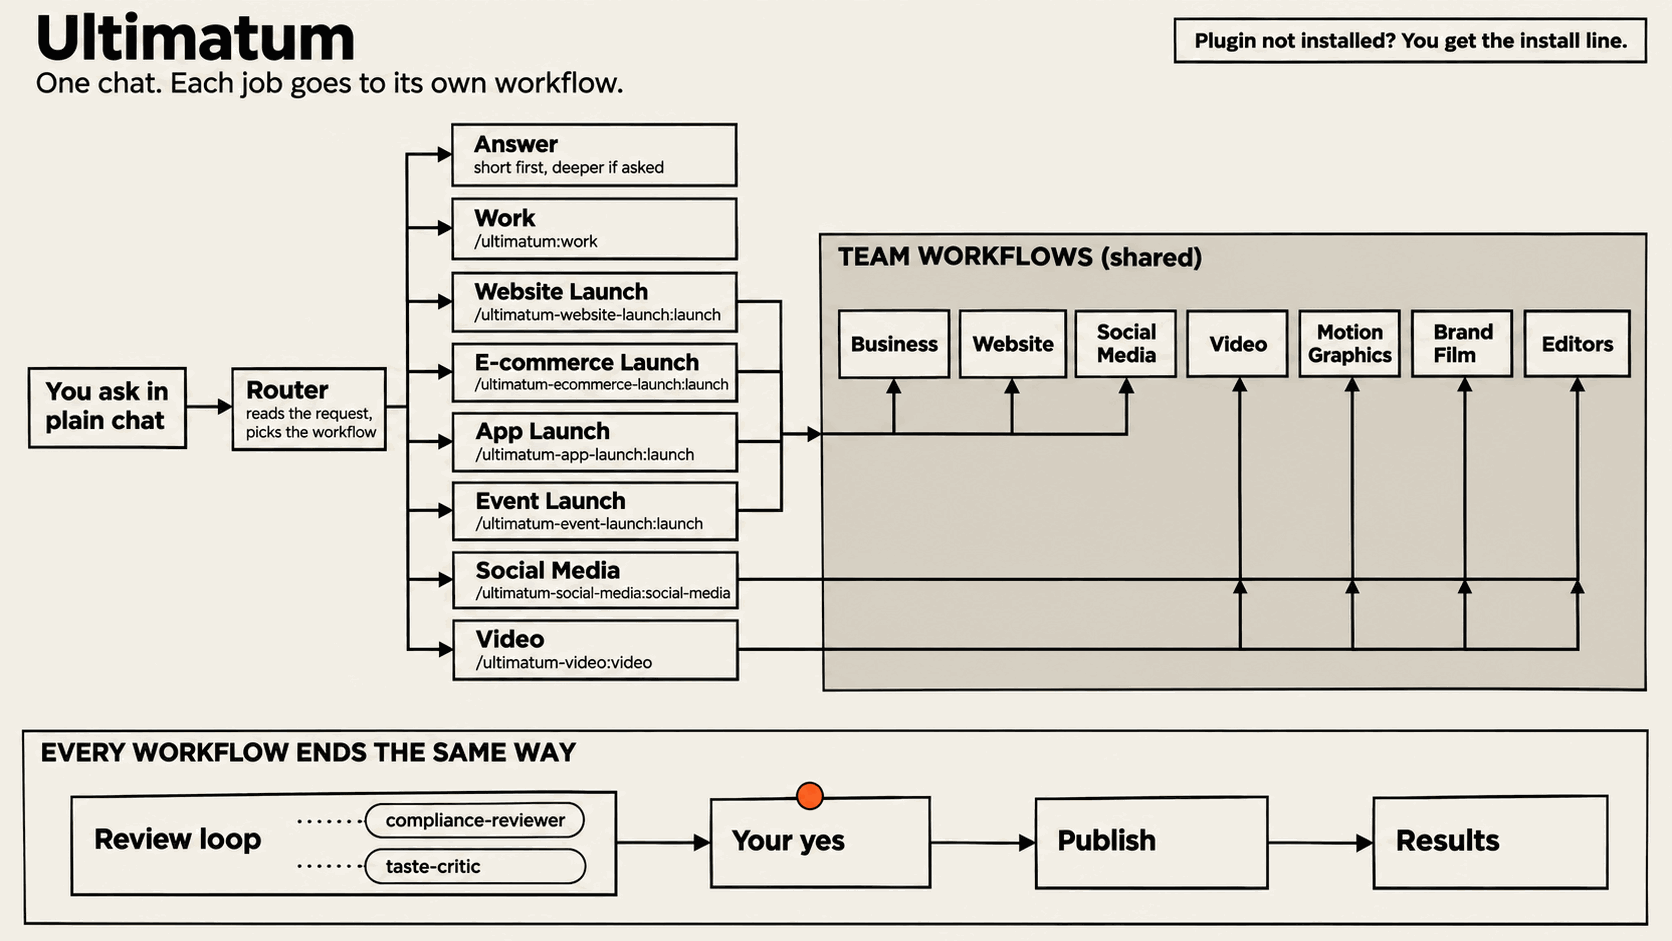 Ultimatum
One chat. Each job goes to its own workflow.
Plugin not installed? You get the install line.
You ask in
plain chat
Router
reads the request,
picks the workflow
Answer
short first, deeper if asked
Work
/ultimatum:work
Website Launch
/ultimatum-website-launch:launch
E-commerce Launch
/ultimatum-ecommerce-launch:launch
App Launch
/ultimatum-app-launch:launch
Event Launch
/ultimatum-event-launch:launch
Social Media
/ultimatum-social-media:social-media
Video
/ultimatum-video:video
TEAM WORKFLOWS (shared)
Business
Website
Social
Media
Video
Motion
Graphics
Brand
Film
Editors
EVERY WORKFLOW ENDS THE SAME WAY
Review loop
compliance-reviewer
taste-critic
Your yes
Publish
Results